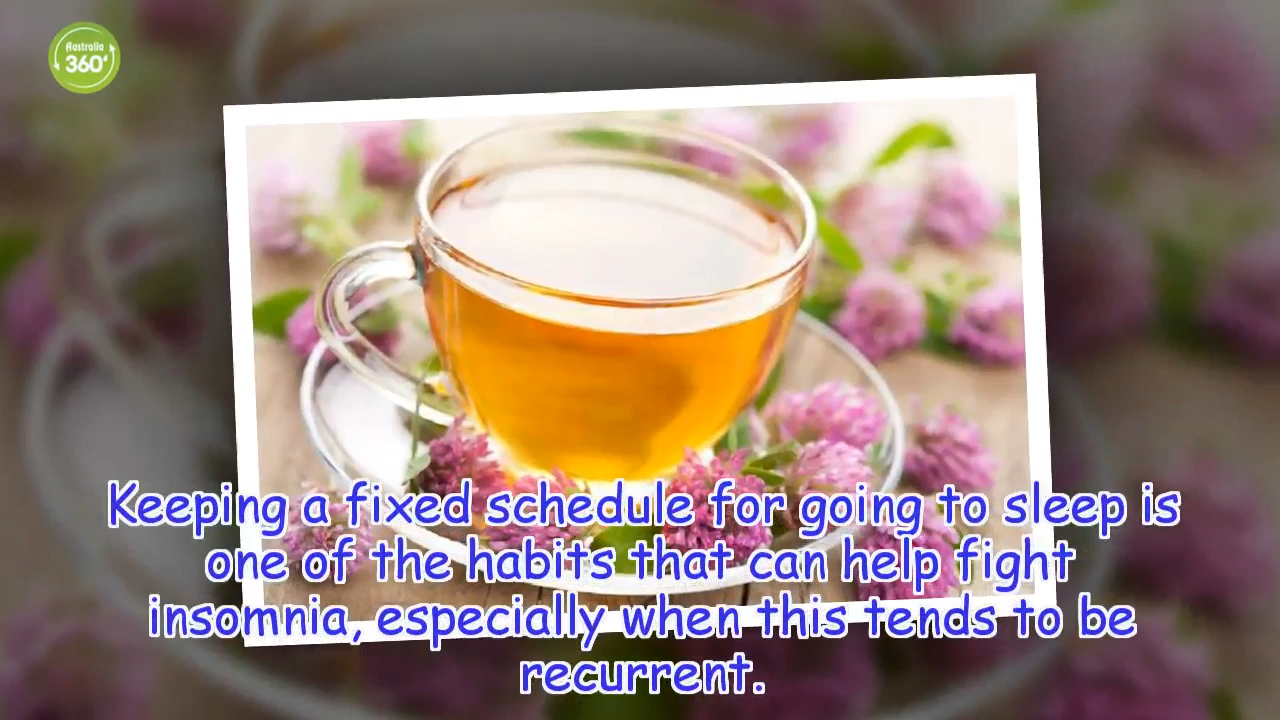 Australia
360°
Keeping a fixed schedule for going to sleep is
one of the habits that can help fight
insomnia, especially when this tends to be
recurrent.